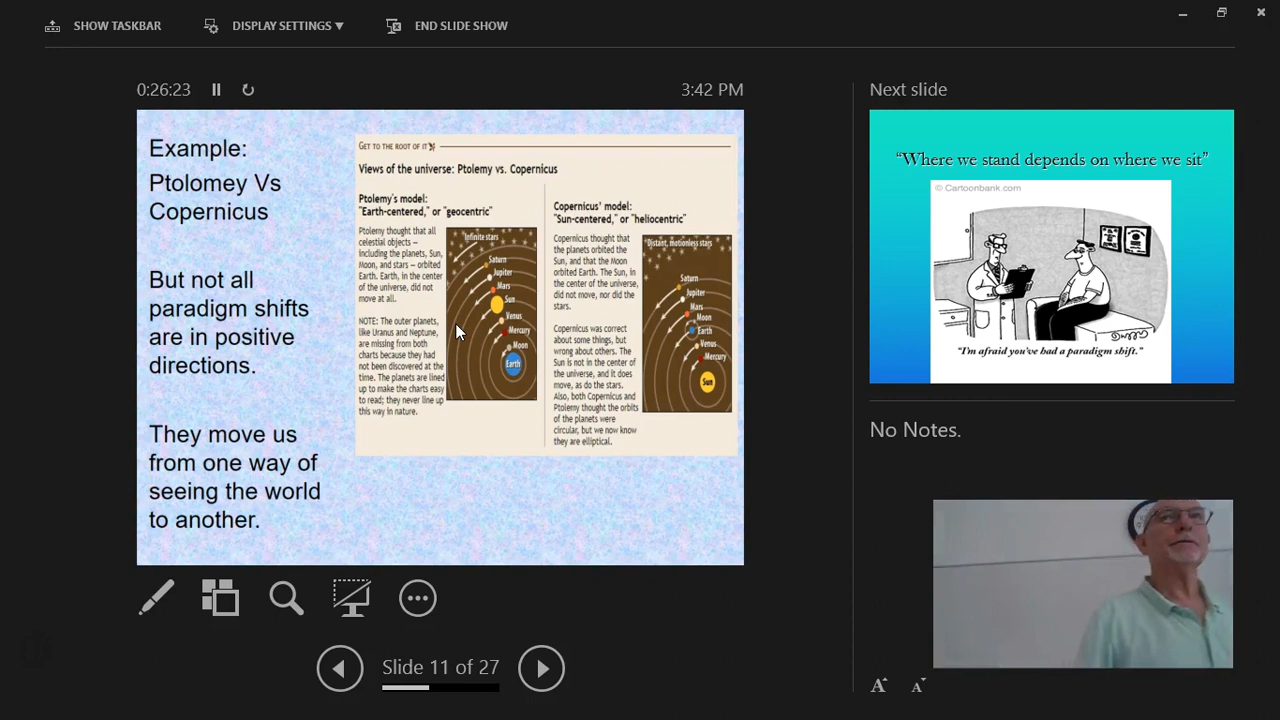 SHOW TASKBAR
DISPLAY SETTINGS ▼
END SLIDE SHOW
0:26:23
3:42 PM
Example:
Ptolomey Vs
Copernicus
But not all
paradigm shifts
are in positive
directions.
They move us
from one way of
seeing the world
to another.
GET TO THE ROOT OF IT
Views of the universe: Ptolemy vs. Copernicus
Ptolemy's model:
"Earth-centered," or "geocentric"
Ptolemy thought that all
celestial objects –
including the planets, Sun,
Moon, and stars – orbited
Earth. Earth, in the center
of the universe, did not
move at all.
NOTE: The outer planets,
like Uranus and Neptune,
are missing from both
charts because they had
not been discovered at the
time. The planets are lined
up to make the charts easy
to read; they never line up
this way in nature.
Infinite stars
Saturn
Jupiter
Mars
Sun
Venus
Mercury
Moon
Earth
Copernicus' model:
"Sun-centered," or "heliocentric"
Copernicus thought that
the planets orbited the
Sun, and that the Moon
orbited Earth. The Sun, in
the center of the universe,
did not move, nor did the
stars.
Copernicus was correct
about some things, but
wrong about others. The
Sun is not in the center of
the universe, and it does
move, as do the stars.
Also, both Copernicus and
Ptolemy thought the orbits
of the planets were
circular, but we now know
they are elliptical.
Distant, motionless stars
Saturn
Jupiter
Mars
Moon
Earth
Venus
Mercury
Sun
Slide 11 of 27
Next slide
“Where we stand depends on where we sit”
© Cartoonbank.com
"I'm afraid you've had a paradigm shift."
No Notes.
A A